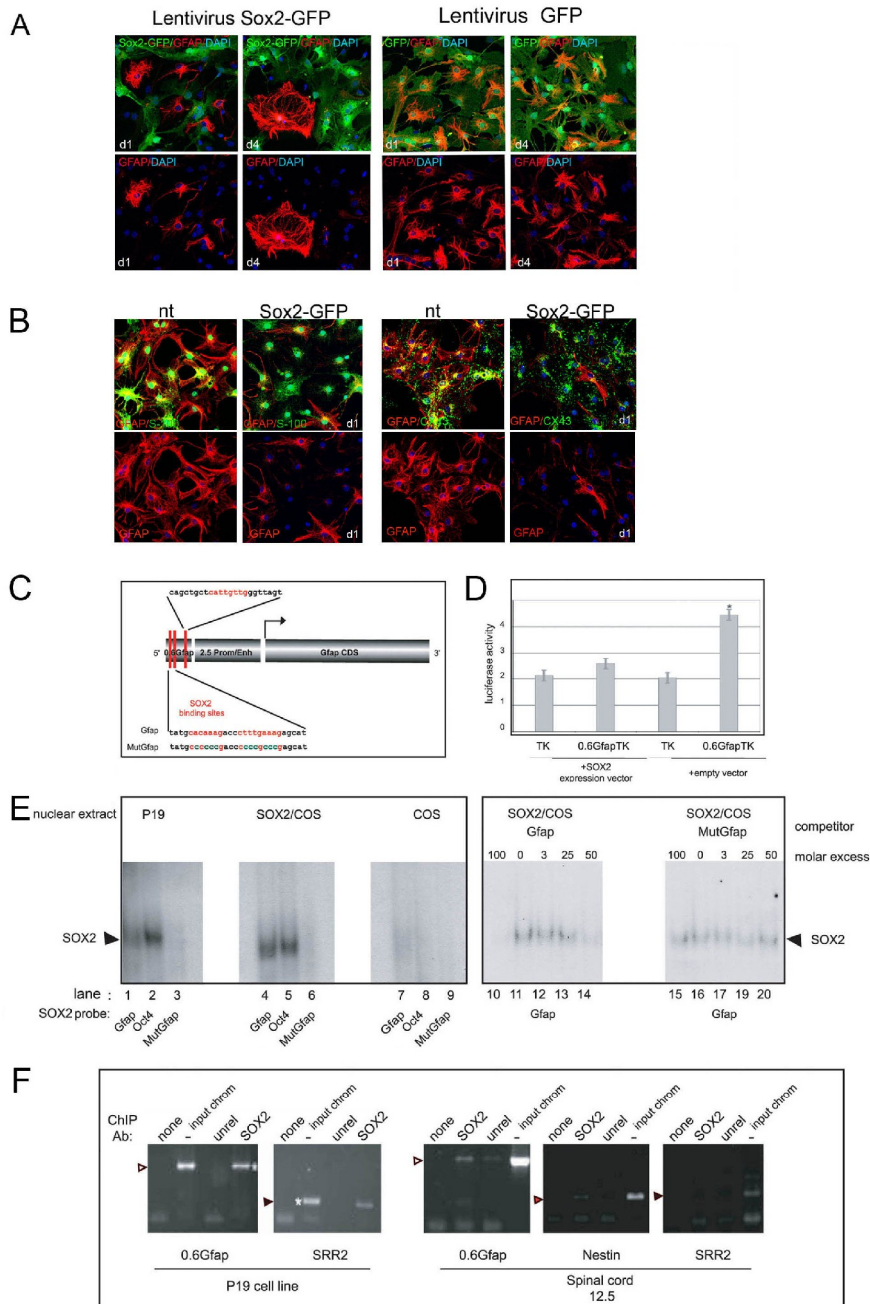 A
Lentivirus Sox2-GFP
Lentivirus GFP
Sox2-GFP/GFAP/DAPI
Sox2-GFP/GFAP/DAPI
GFP/GFAP/DAPI
GFP/GFAP/DAPI
d1
d4
d1
d4
GFAP/DAPI
GFAP/DAPI
GFAP/DAPI
GFAP/DAPI
d1
d4
d1
d4
B
nt
Sox2-GFP
nt
Sox2-GFP
GFAP/S-100
GFAP/S-100
d1
GFAP/CX43
d1
GFAP
GFAP
d1
GFAP
GFAP
d1
C
cagctgctcattgttgggttagt
5'
0.6Gfap
2.5 Prom/Enh
Gfap CDS
3'
SOX2
binding sites
Gfap
tatgcacaaagacccctttgaaagagcat
MutGfap
tatgccccccgaccccccgcccgagcat
D
luciferase activity
4
3
2
1
0
*
TK
0.6GfapTK
TK
0.6GfapTK
+SOX2
expression vector
+empty vector
E
nuclear extract
P19
SOX2/COS
COS
SOX2/COS
Gfap
SOX2/COS
MutGfap
competitor
100 0 3 25 50
100 0 3 25 50
molar excess
SOX2
SOX2
lane :
1 2 3
4 5 6
7 8 9
10 11 12 13 14
15 16 17 19 20
SOX2 probe:
Gfap
Oct4
MutGfap
Gfap
Oct4
MutGfap
Gfap
Oct4
MutGfap
Gfap
Gfap
F
ChIP
Ab:
none
-
input chrom
unrel
SOX2
none
-
input chrom
unrel
SOX2
none
SOX2
unrel
-
input chrom
none
SOX2
unrel
-
input chrom
none
SOX2
unrel
-
input chrom
*
0.6Gfap
SRR2
0.6Gfap
Nestin
SRR2
P19 cell line
Spinal cord
12.5